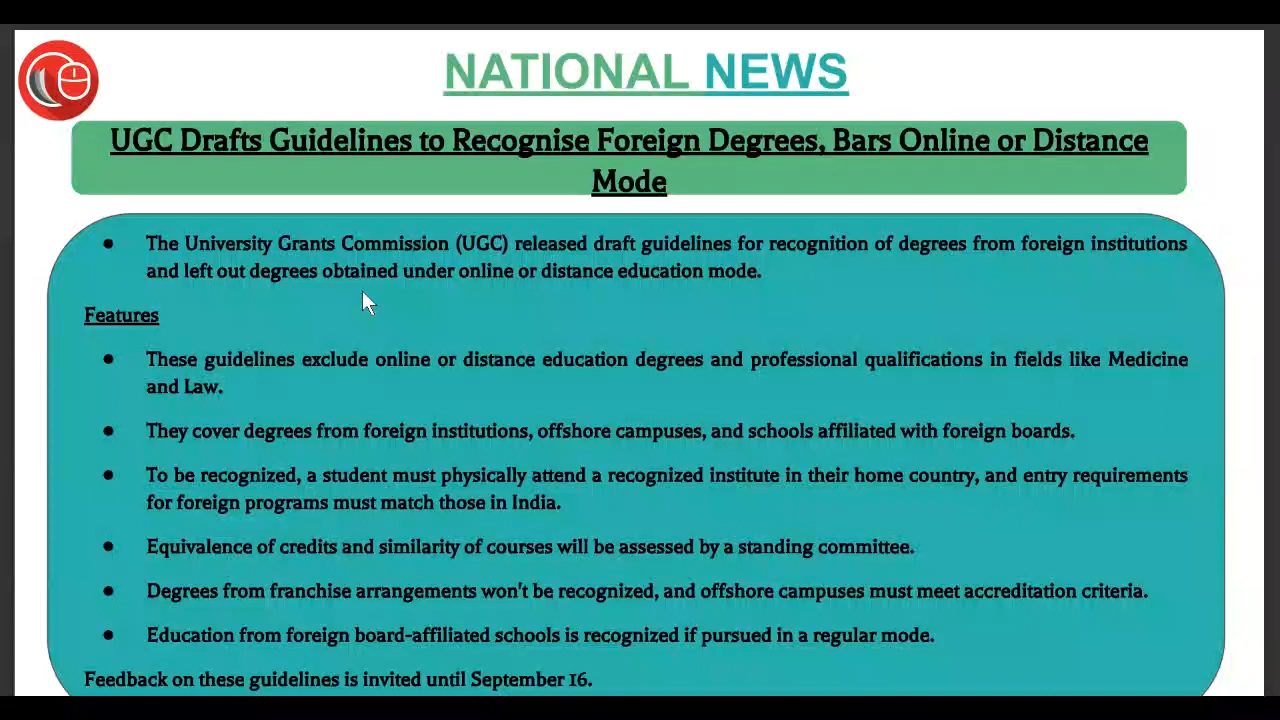 NATIONAL NEWS
UGC Drafts Guidelines to Recognise Foreign Degrees, Bars Online or Distance
Mode
● The University Grants Commission (UGC) released draft guidelines for recognition of degrees from foreign institutions
and left out degrees obtained under online or distance education mode.
Features
● These guidelines exclude online or distance education degrees and professional qualifications in fields like Medicine
and Law.
● They cover degrees from foreign institutions, offshore campuses, and schools affiliated with foreign boards.
● To be recognized, a student must physically attend a recognized institute in their home country, and entry requirements
for foreign programs must match those in India.
● Equivalence of credits and similarity of courses will be assessed by a standing committee.
● Degrees from franchise arrangements won't be recognized, and offshore campuses must meet accreditation criteria.
● Education from foreign board-affiliated schools is recognized if pursued in a regular mode.
Feedback on these guidelines is invited until September 16.